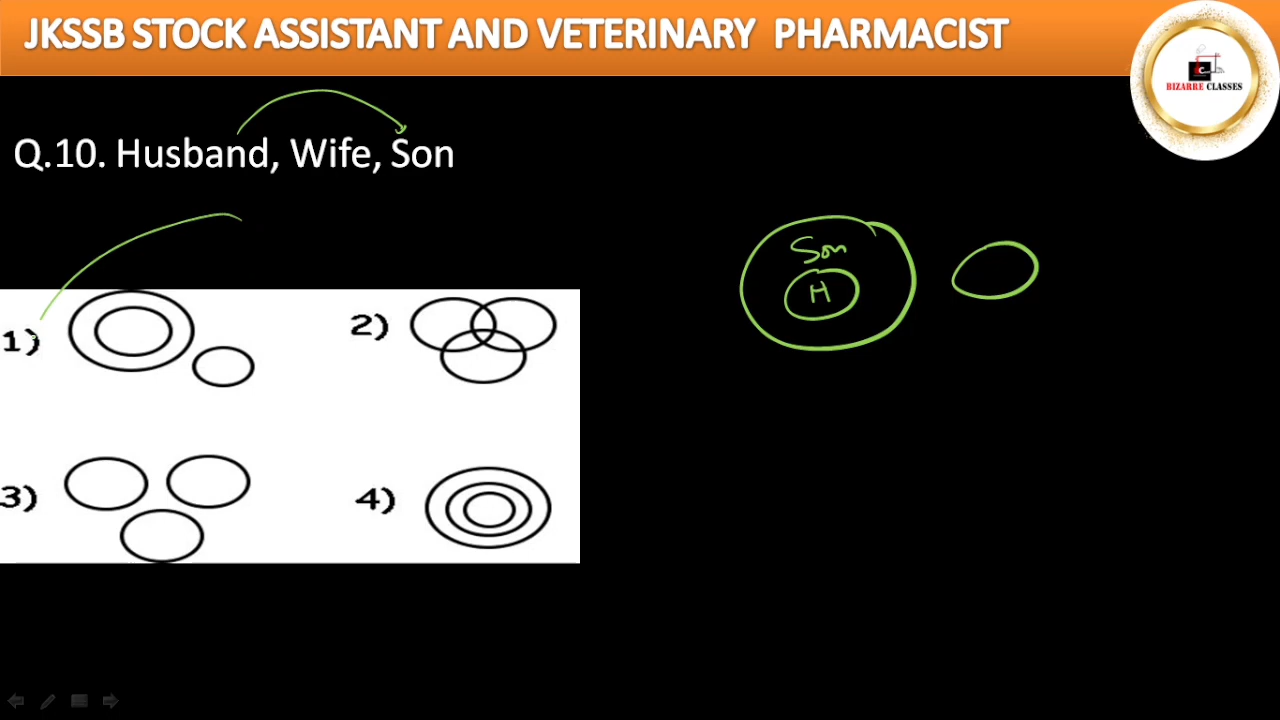 JKSSB STOCK ASSISTANT AND VETERINARY PHARMACIST
BIZARRE CLASSES
Q.10. Husband, Wife, Son
Son
H
1)
2)
3)
4)